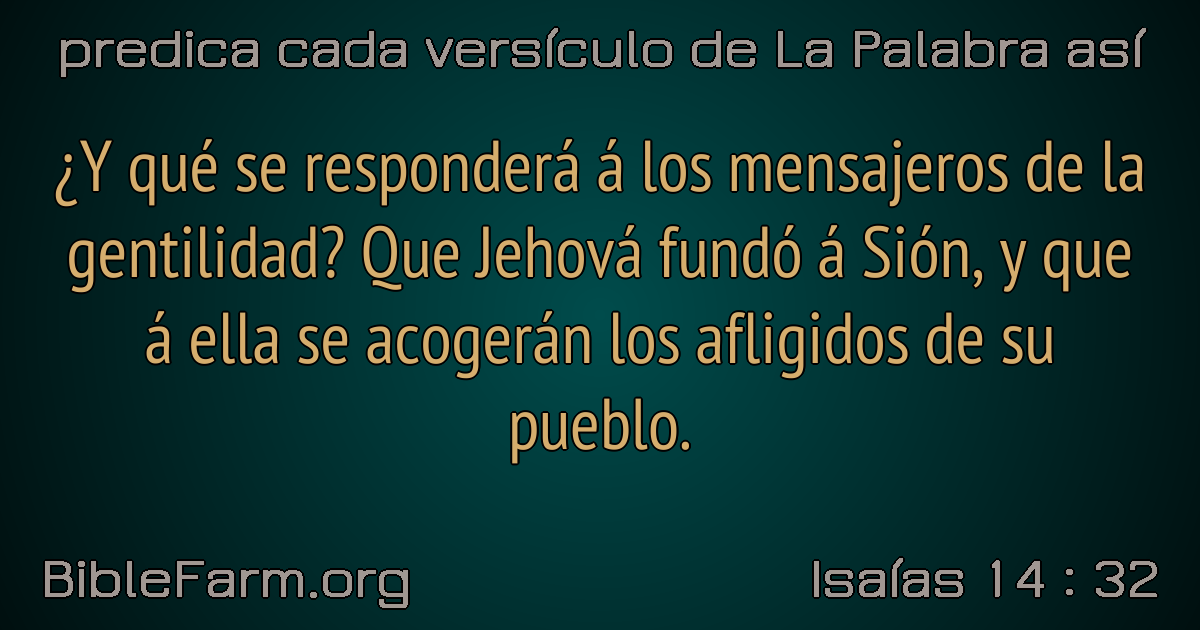 predica cada versículo de La Palabra así
¿Y qué se responderá á los mensajeros de la
gentilidad? Que Jehová fundó á Sión, y que
á ella se acogerán los afligidos de su
pueblo.
BibleFarm.org
Isaías 14 : 32